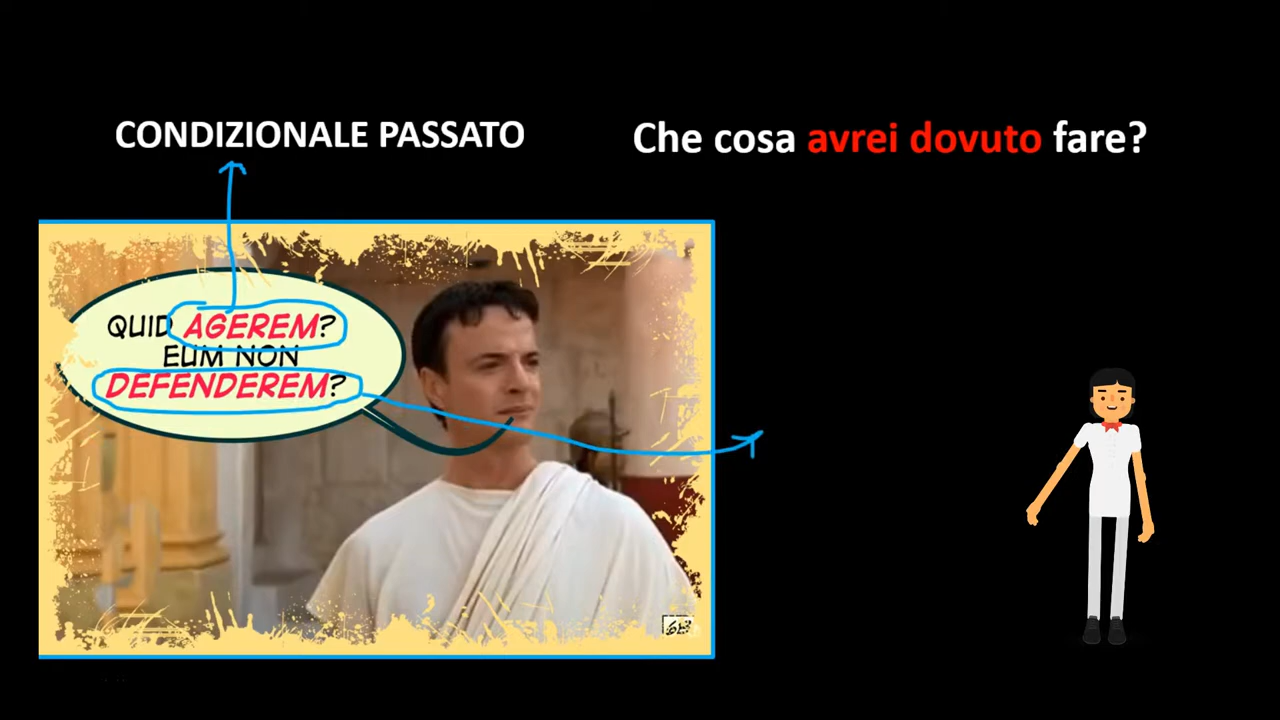 CONDIZIONALE PASSATO
Che cosa avrei dovuto fare?
QUID AGEREM?
EUM NON
DEFENDEREM?